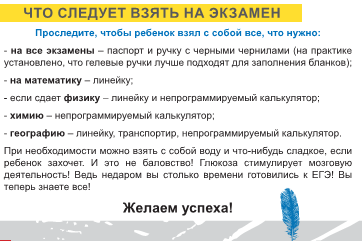 ЧТО СЛЕДУЕТ ВЗЯТЬ НА ЭКЗАМЕН
Проследите, чтобы ребенок взял с собой все, что нужно:
- на все экзамены – паспорт и ручку с черными чернилами (на практике
установлено, что гелевые ручки лучше подходят для заполнения бланков);
- на математику – линейку;
- если сдает физику – линейку и непрограммируемый калькулятор;
- химию – непрограммируемый калькулятор;
- географию – линейку, транспортир, непрограммируемый калькулятор.
При необходимости можно взять с собой воду и что-нибудь сладкое, если
ребенок захочет. И это не баловство! Глюкоза стимулирует мозговую
деятельность! Ведь недаром вы столько времени готовились к ЕГЭ! Вы
теперь знаете все!
Желаем успеха!